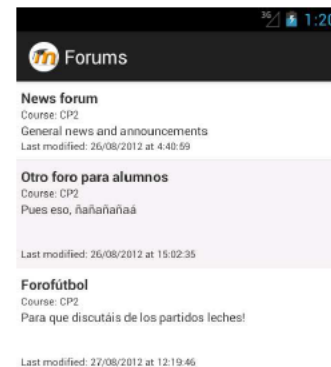 3G 1:20
Forums
News forum
Course: CP2
General news and announcements
Last modified: 26/08/2012 at 4:40:59
Otro foro para alumnos
Course: CP2
Pues eso, ñañañañaá
Last modified: 26/08/2012 at 15:02:35
Forofútbol
Course: CP2
Para que discutáis de los partidos leches!
Last modified: 27/08/2012 at 12:19:46